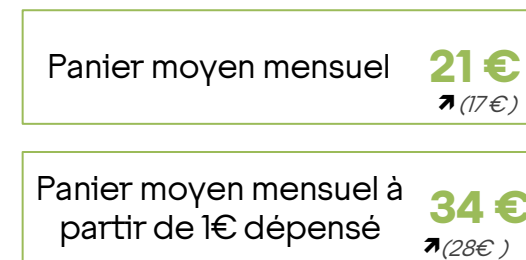 Panier moyen mensuel 21 €
↗ (17 € )
Panier moyen mensuel à
partir de 1€ dépensé 34 €
↗ (28€ )